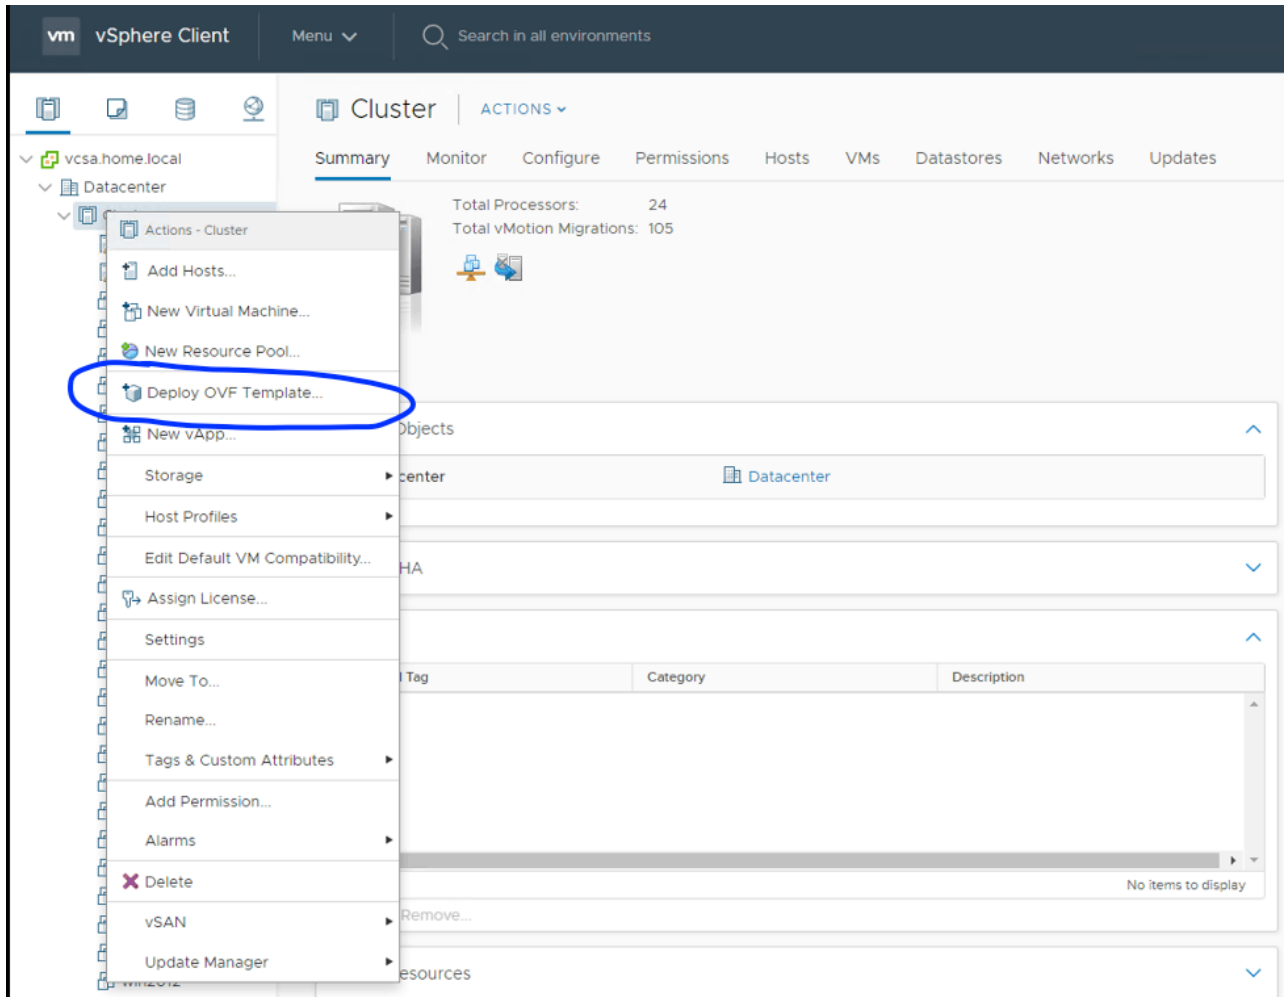 vm vSphere Client Menu Search in all environments
Cluster ACTIONS
vcsa.home.local
Summary Monitor Configure Permissions Hosts VMs Datastores Networks Updates
Datacenter
Total Processors: 24
Total vMotion Migrations: 105
Actions - Cluster
Add Hosts...
New Virtual Machine...
New Resource Pool...
Deploy OVF Template...
New vApp...
Storage
Host Profiles
Edit Default VM Compatibility...
Assign License...
Settings
Move To...
Rename...
Tags & Custom Attributes
Add Permission...
Alarms
Delete
vSAN
Update Manager
win2012
Objects
center Datacenter
HA
Tag Category Description
No items to display
Remove...
esources